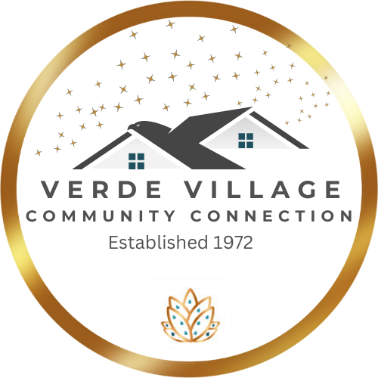 VERDE VILLAGE
COMMUNITY CONNECTION
Established 1972